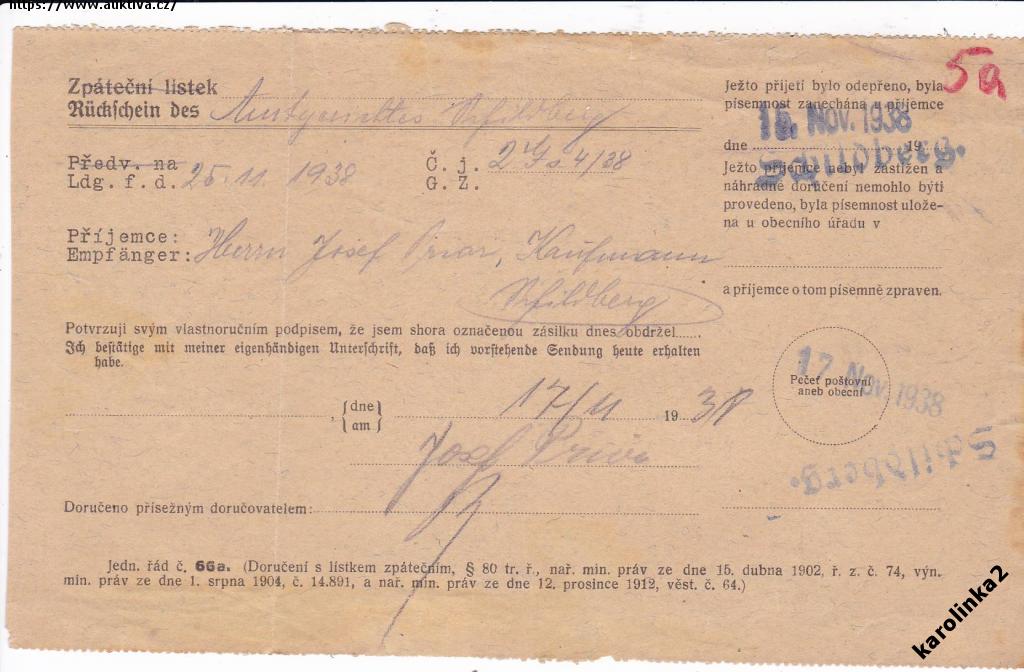 https://www.auktiva.cz/
Zpáteční lístek
Rückschein des Amtsgerichtes Schildberg
5a
Předv. na
Ldg. f. d. 25.11. 1938
Č. j.
G. Z. 4/38
Příjemce:
Empfänger: Herrn Josef Prior, Kaufmann
Schildberg
Potvrzuji svým vlastnoručním podpisem, že jsem shora označenou zásilku dnes obdržel
Ich bestätige mit meiner eigenhändigen Unterschrift, daß ich vorstehende Sendung heute erhalten
habe.
, {dne
am} 17/11 1938
Josef
Doručeno přísežným doručovatelem:
Ježto přijetí bylo odepřeno, byla
písemnost zanechána u příjemce
Nov. 1938
dne 19
Schildberg.
Ježto příjemce nebyl zastižen a
náhradné doručení nemohlo býti
provedeno, byla písemnost ulože-
na u obecního úřadu v
a příjemce o tom písemně zpraven.
17 Nov. 1938
Pečeť poštovní
aneb obecní
Schildberg.
Jedn. řád č. 66a. (Doručení s lístkem zpátečním, § 80 tr. ř., nař. min. práv ze dne 15. dubna 1902, ř. z. č. 74, výn.
min. práv ze dne 1. srpna 1904, č. 14.891, a nař. min. práv ze dne 12. prosince 1912, věst. č. 64.)
karolinka2